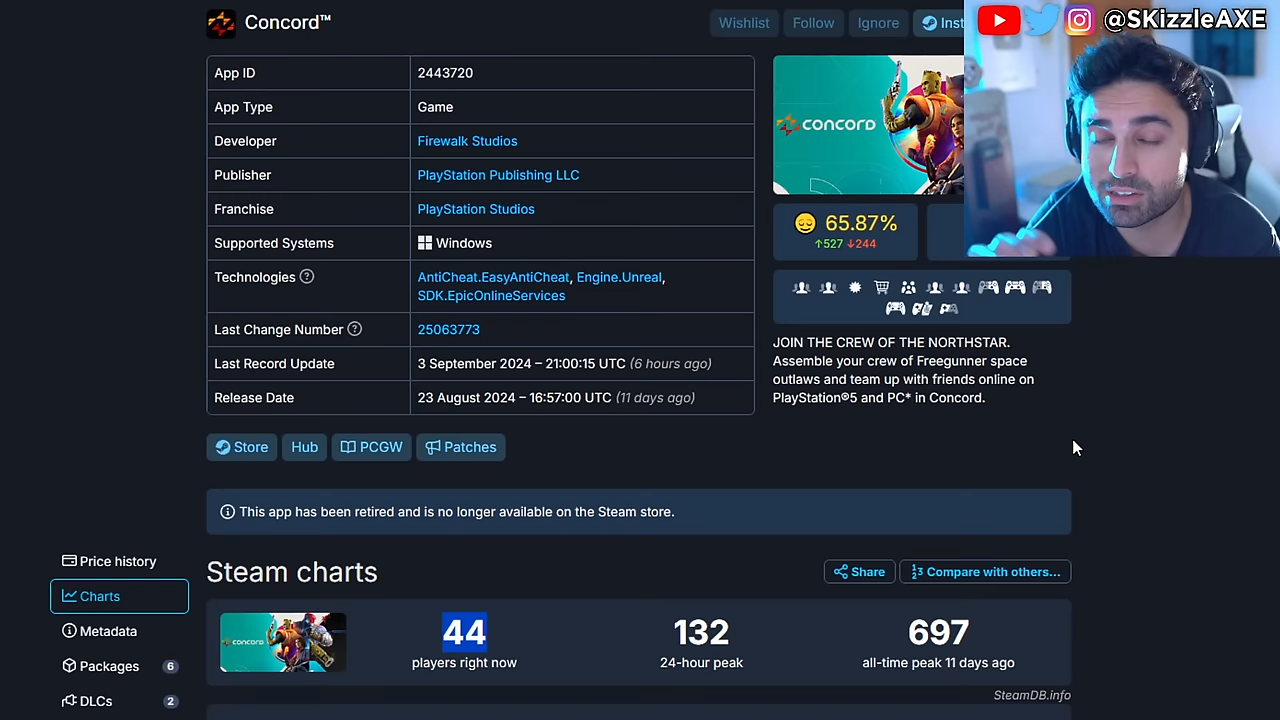 Concord™
Wishlist
Follow
Ignore
Inst
@SKizzleAXE
App ID 2443720
App Type Game
Developer Firewalk Studios
Publisher PlayStation Publishing LLC
Franchise PlayStation Studios
Supported Systems Windows
Technologies AntiCheat.EasyAntiCheat, Engine.Unreal,
SDK.EpicOnlineServices
Last Change Number 25063773
Last Record Update 3 September 2024 – 21:00:15 UTC (6 hours ago)
Release Date 23 August 2024 – 16:57:00 UTC (11 days ago)
CONCORD
65.87%
↑527 ↓244
JOIN THE CREW OF THE NORTHSTAR.
Assemble your crew of Freegunner space
outlaws and team up with friends online on
PlayStation®5 and PC* in Concord.
Store
Hub
PCGW
Patches
This app has been retired and is no longer available on the Steam store.
Price history
Charts
Metadata
Packages 6
DLCs 2
Steam charts
Share
Compare with others...
CONCORD
44
players right now
132
24-hour peak
697
all-time peak 11 days ago
SteamDB.info